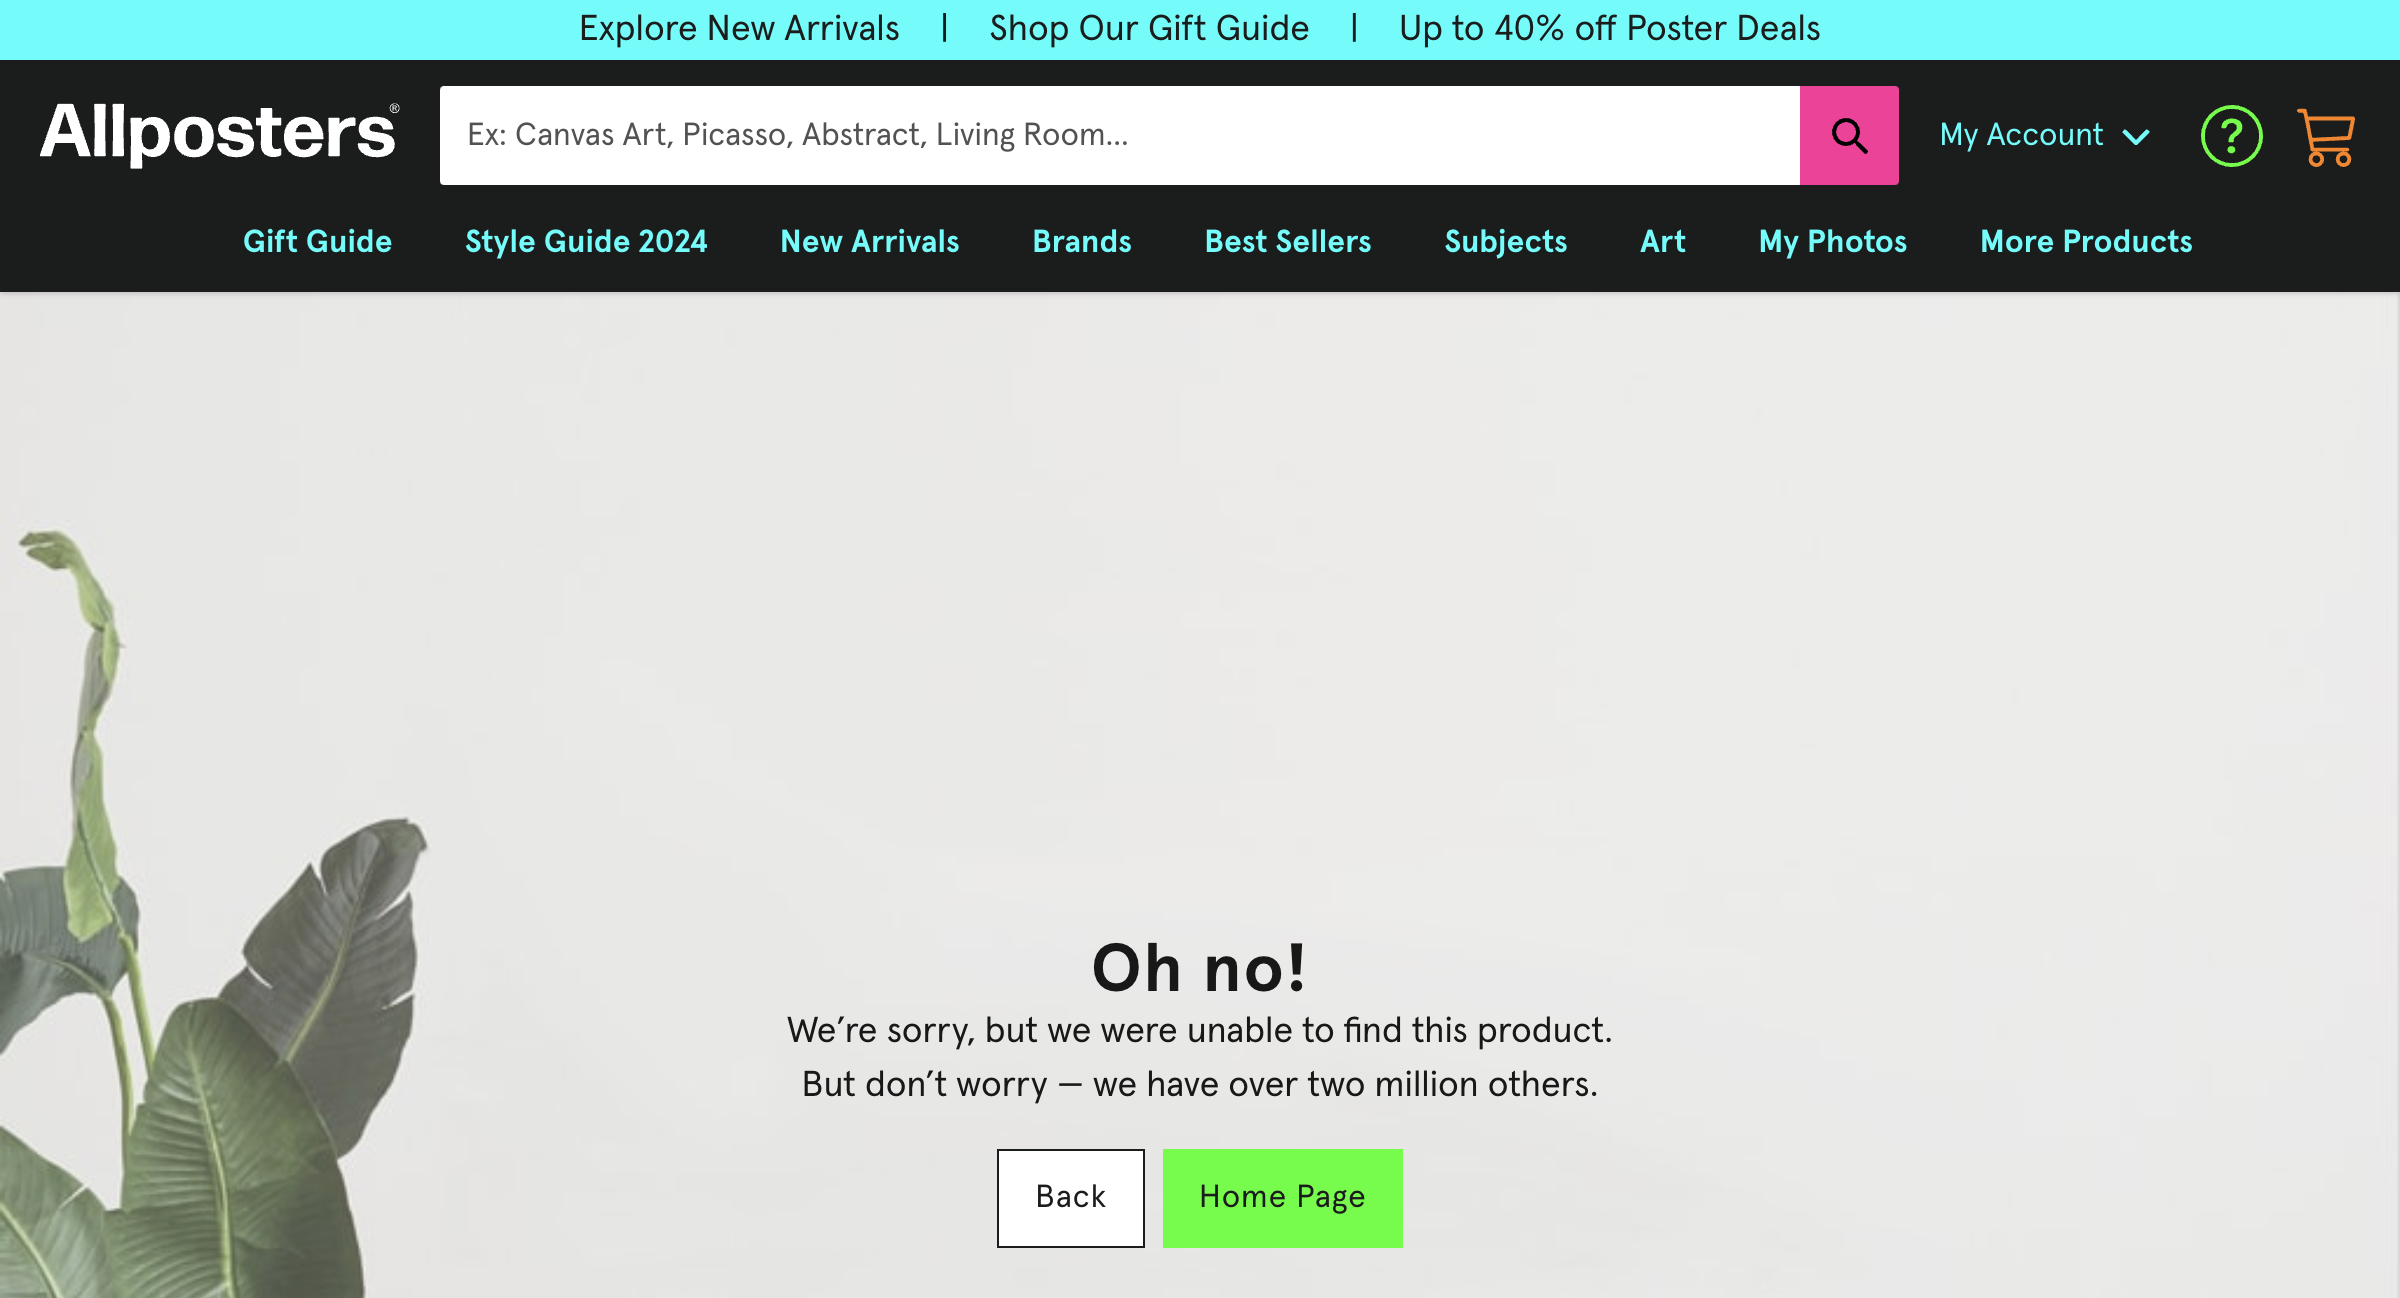 Explore New Arrivals | Shop Our Gift Guide | Up to 40% off Poster Deals
Allposters®
Ex: Canvas Art, Picasso, Abstract, Living Room...
My Account
?
Gift Guide Style Guide 2024 New Arrivals Brands Best Sellers Subjects Art My Photos More Products
Oh no!
We’re sorry, but we were unable to find this product.
But don’t worry — we have over two million others.
Back Home Page